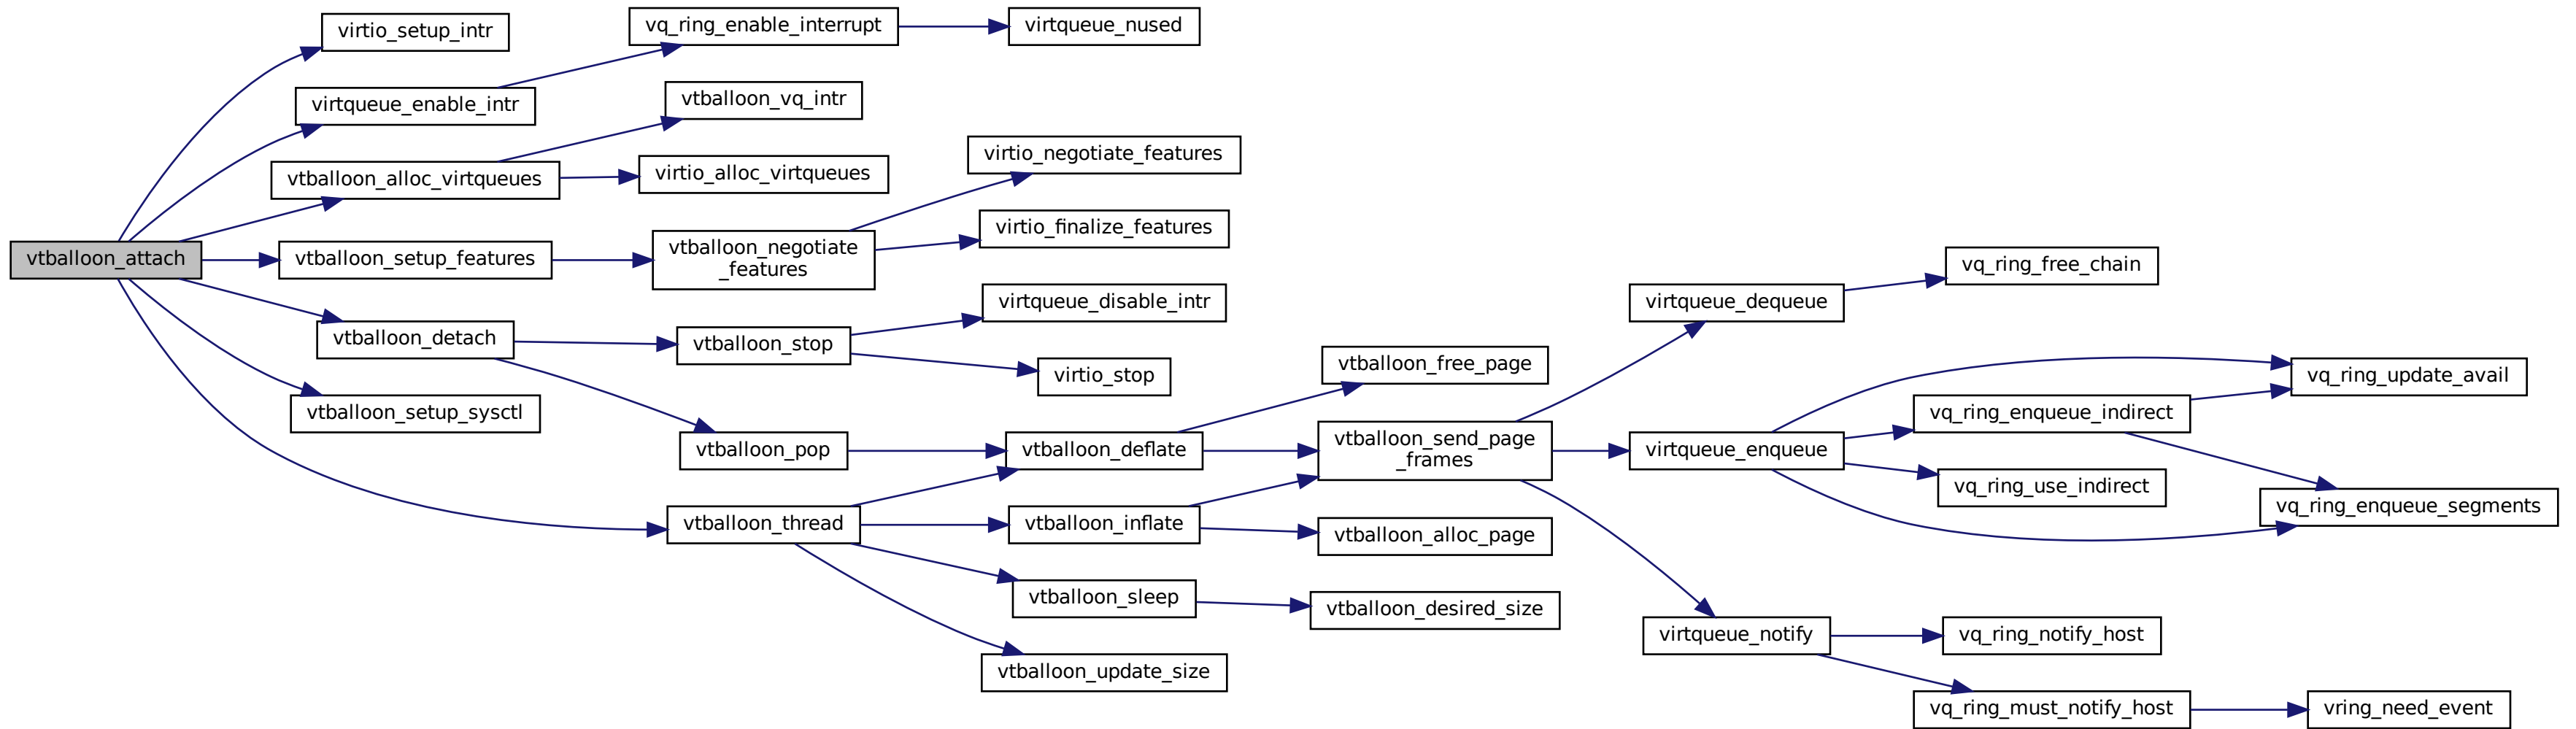 vtballoon_attach
virtio_setup_intr
virtqueue_enable_intr
vq_ring_enable_interrupt
virtqueue_nused
vtballoon_alloc_virtqueues
vtballoon_vq_intr
virtio_alloc_virtqueues
vtballoon_setup_features
vtballoon_negotiate
_features
virtio_negotiate_features
virtio_finalize_features
vtballoon_detach
vtballoon_stop
virtqueue_disable_intr
virtio_stop
vtballoon_setup_sysctl
vtballoon_pop
vtballoon_deflate
vtballoon_free_page
vtballoon_send_page
_frames
virtqueue_dequeue
vq_ring_free_chain
virtqueue_enqueue
vq_ring_update_avail
vq_ring_enqueue_indirect
vq_ring_use_indirect
vq_ring_enqueue_segments
vtballoon_thread
vtballoon_inflate
vtballoon_alloc_page
vtballoon_sleep
vtballoon_desired_size
vtballoon_update_size
virtqueue_notify
vq_ring_notify_host
vq_ring_must_notify_host
vring_need_event